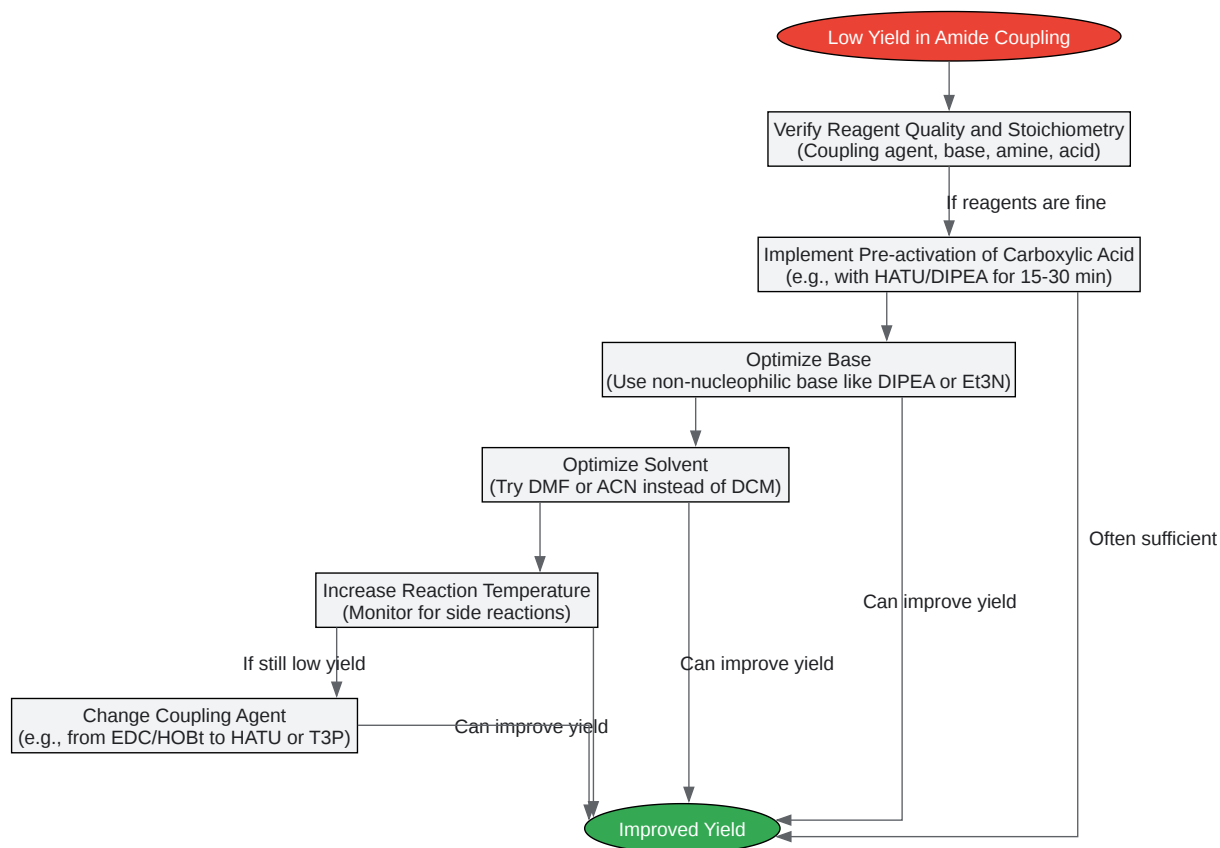 Low Yield in Amide Coupling
Verify Reagent Quality and Stoichiometry
(Coupling agent, base, amine, acid)
If reagents are fine
Implement Pre-activation of Carboxylic Acid
(e.g., with HATU/DIPEA for 15-30 min)
Optimize Base
(Use non-nucleophilic base like DIPEA or Et3N)
Optimize Solvent
(Try DMF or ACN instead of DCM)
Often sufficient
Increase Reaction Temperature
(Monitor for side reactions)
Can improve yield
If still low yield
Can improve yield
Change Coupling Agent
(e.g., from EDC/HOBt to HATU or T3P)
Can improve yield
Improved Yield